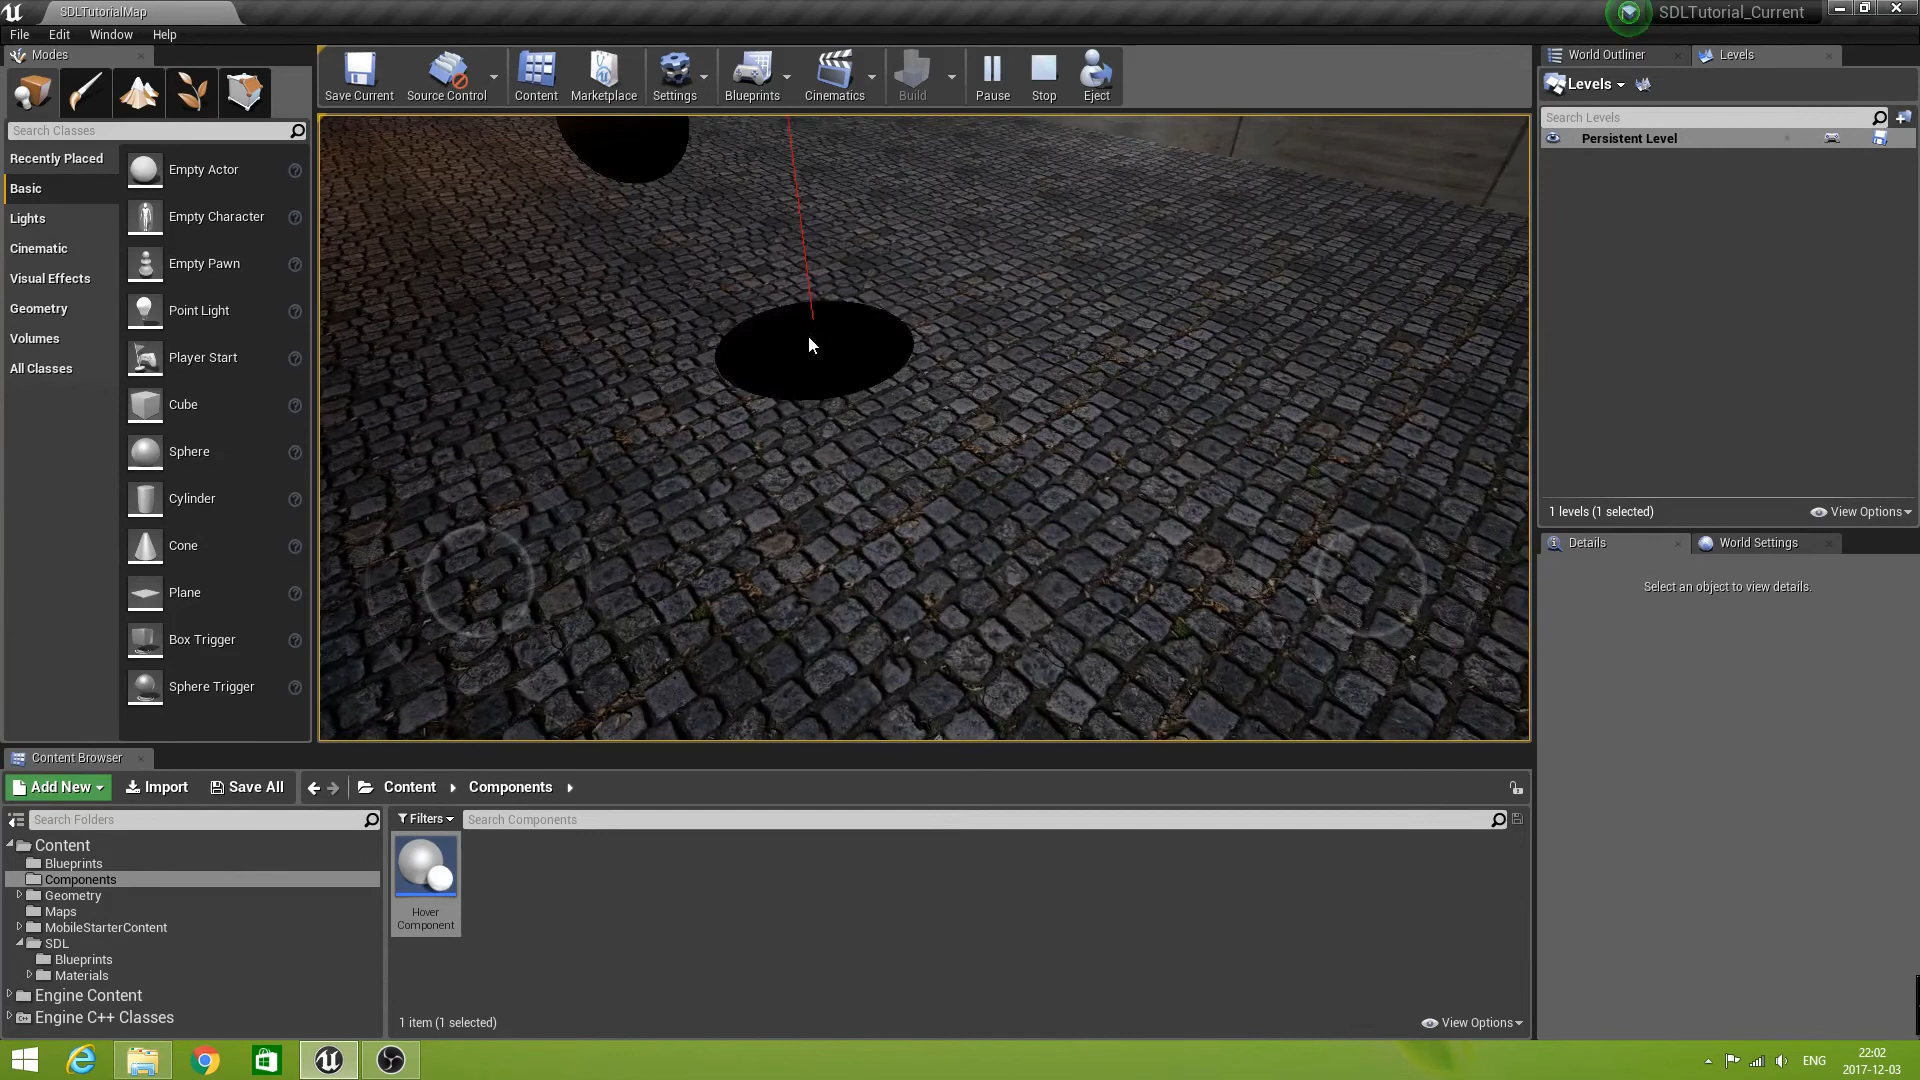 SDLTutorialMap
SDLTutorial_Current
File Edit Window Help
Modes
Save Current
Source Control
Content
Marketplace
Settings
Blueprints
Cinematics
Build
Pause
Stop
Eject
World Outliner
Levels
Levels
Search Levels
Persistent Level
1 levels (1 selected)
View Options
Details
World Settings
Select an object to view details.
Search Classes
Recently Placed
Basic
Lights
Cinematic
Visual Effects
Geometry
Volumes
All Classes
Empty Actor
Empty Character
Empty Pawn
Point Light
Player Start
Cube
Sphere
Cylinder
Cone
Plane
Box Trigger
Sphere Trigger
Content Browser
Add New
Import
Save All
Content
Components
Search Folders
Filters
Search Components
Content
Blueprints
Components
Geometry
Maps
MobileStarterContent
SDL
Blueprints
Materials
Engine Content
Engine C++ Classes
Hover
Component
1 item (1 selected)
View Options
ENG
22:02
2017-12-03